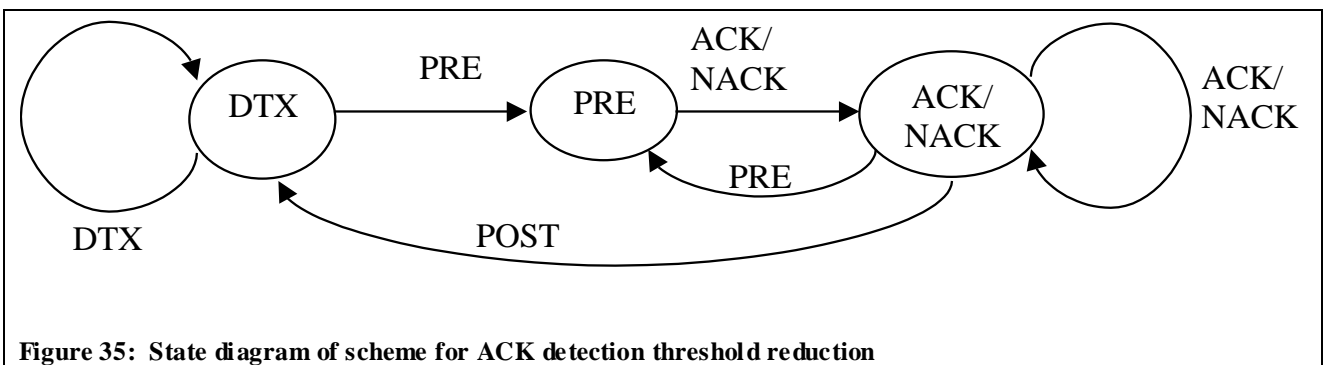 PRE
ACK/
NACK
DTX
PRE
ACK/
NACK
ACK/
NACK
PRE
DTX
POST
Figure 35: State diagram of scheme for ACK detection threshold reduction